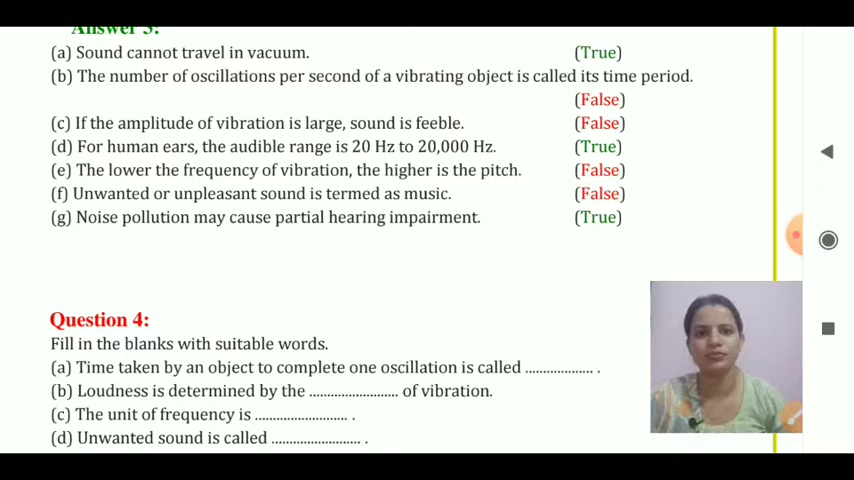 Answer 3:
(a) Sound cannot travel in vacuum. (True)
(b) The number of oscillations per second of a vibrating object is called its time period.
(False)
(c) If the amplitude of vibration is large, sound is feeble. (False)
(d) For human ears, the audible range is 20 Hz to 20,000 Hz. (True)
(e) The lower the frequency of vibration, the higher is the pitch. (False)
(f) Unwanted or unpleasant sound is termed as music. (False)
(g) Noise pollution may cause partial hearing impairment. (True)
Question 4:
Fill in the blanks with suitable words.
(a) Time taken by an object to complete one oscillation is called ................... .
(b) Loudness is determined by the ......................... of vibration.
(c) The unit of frequency is .......................... .
(d) Unwanted sound is called ......................... .